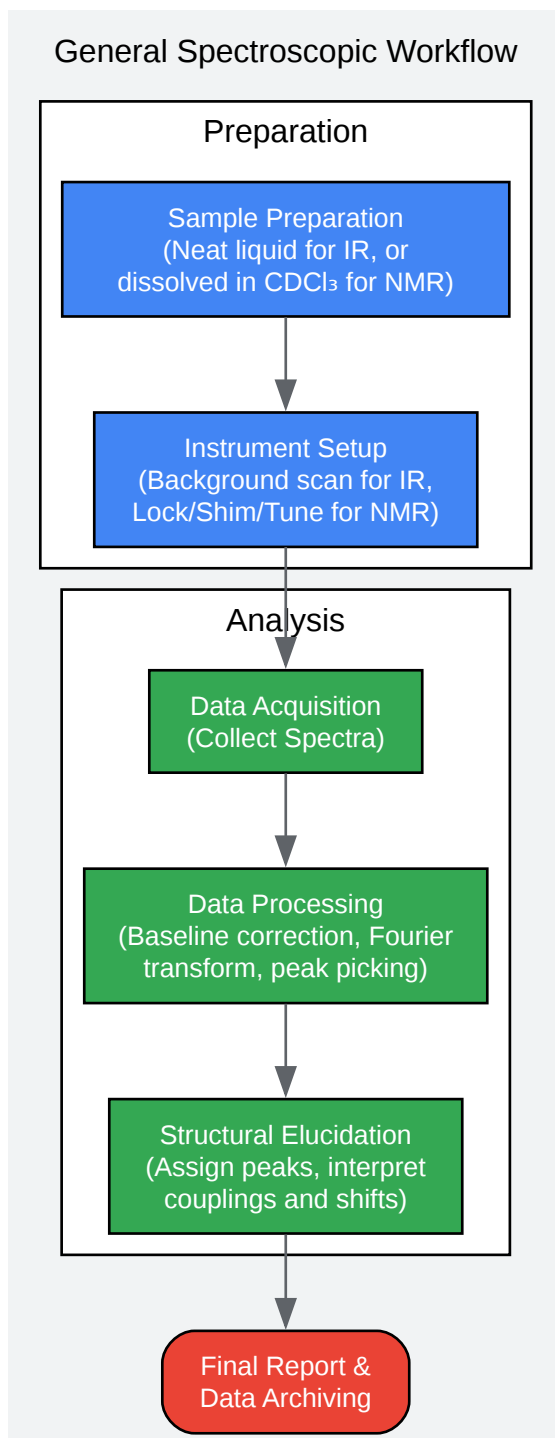 General Spectroscopic Workflow
Preparation
Sample Preparation
(Neat liquid for IR, or
dissolved in CDCl₃ for NMR)
Instrument Setup
(Background scan for IR,
Lock/Shim/Tune for NMR)
Analysis
Data Acquisition
(Collect Spectra)
Data Processing
(Baseline correction, Fourier
transform, peak picking)
Structural Elucidation
(Assign peaks, interpret
couplings and shifts)
Final Report &
Data Archiving